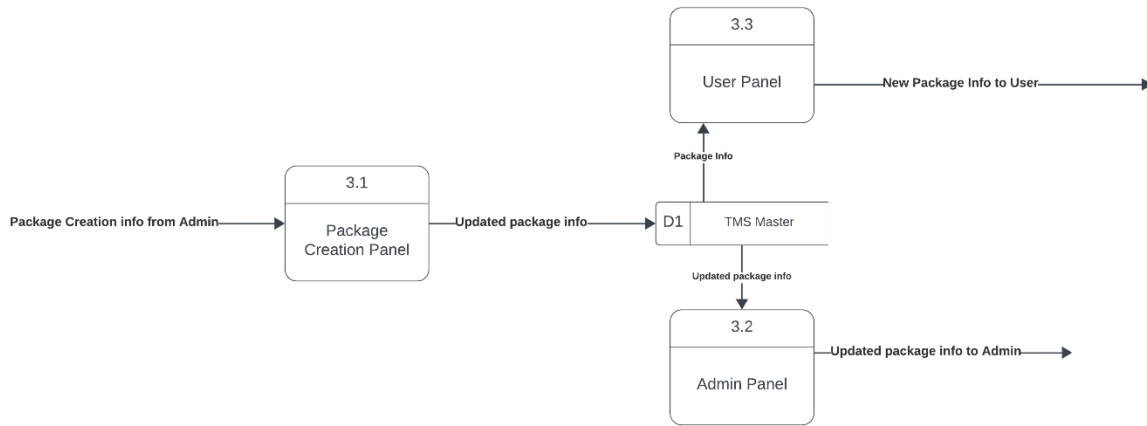 3.3
User Panel
New Package Info to User
Package Info
3.1
Package Creation info from Admin
Package
Creation Panel
Updated package info
D1
TMS Master
Updated package info
3.2
Updated package info to Admin
Admin Panel